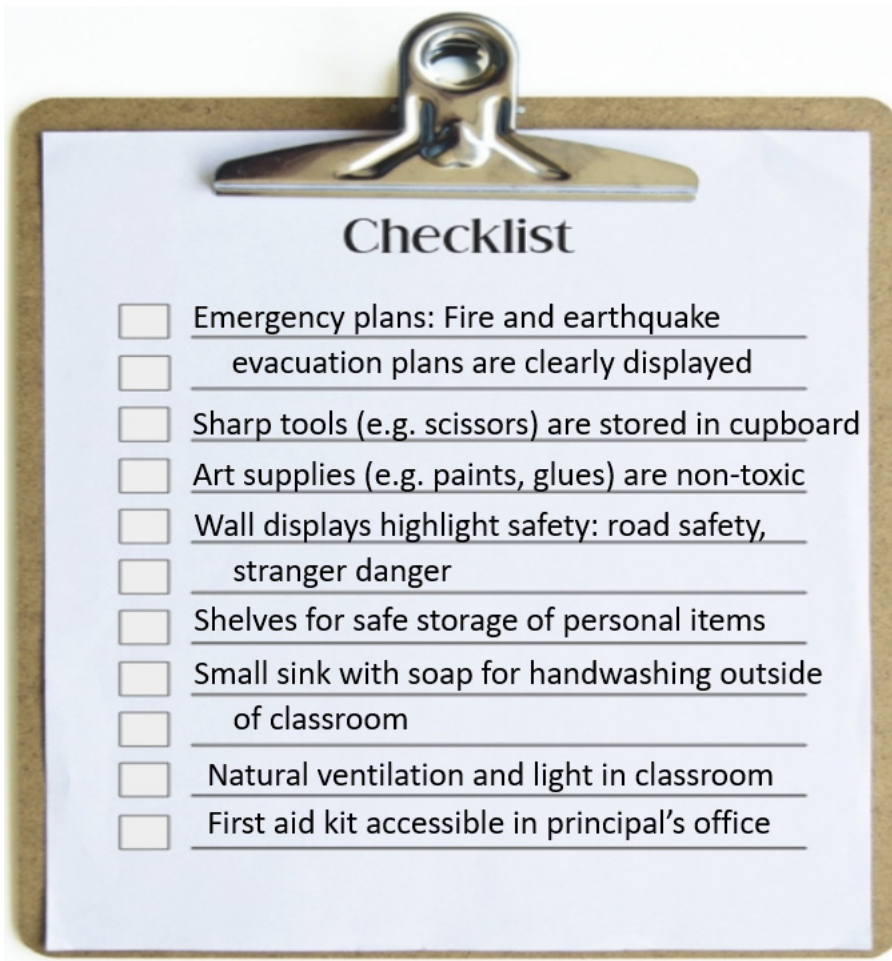 Checklist
Emergency plans: Fire and earthquake
evacuation plans are clearly displayed
Sharp tools (e.g. scissors) are stored in cupboard
Art supplies (e.g. paints, glues) are non-toxic
Wall displays highlight safety: road safety,
stranger danger
Shelves for safe storage of personal items
Small sink with soap for handwashing outside
of classroom
Natural ventilation and light in classroom
First aid kit accessible in principal’s office